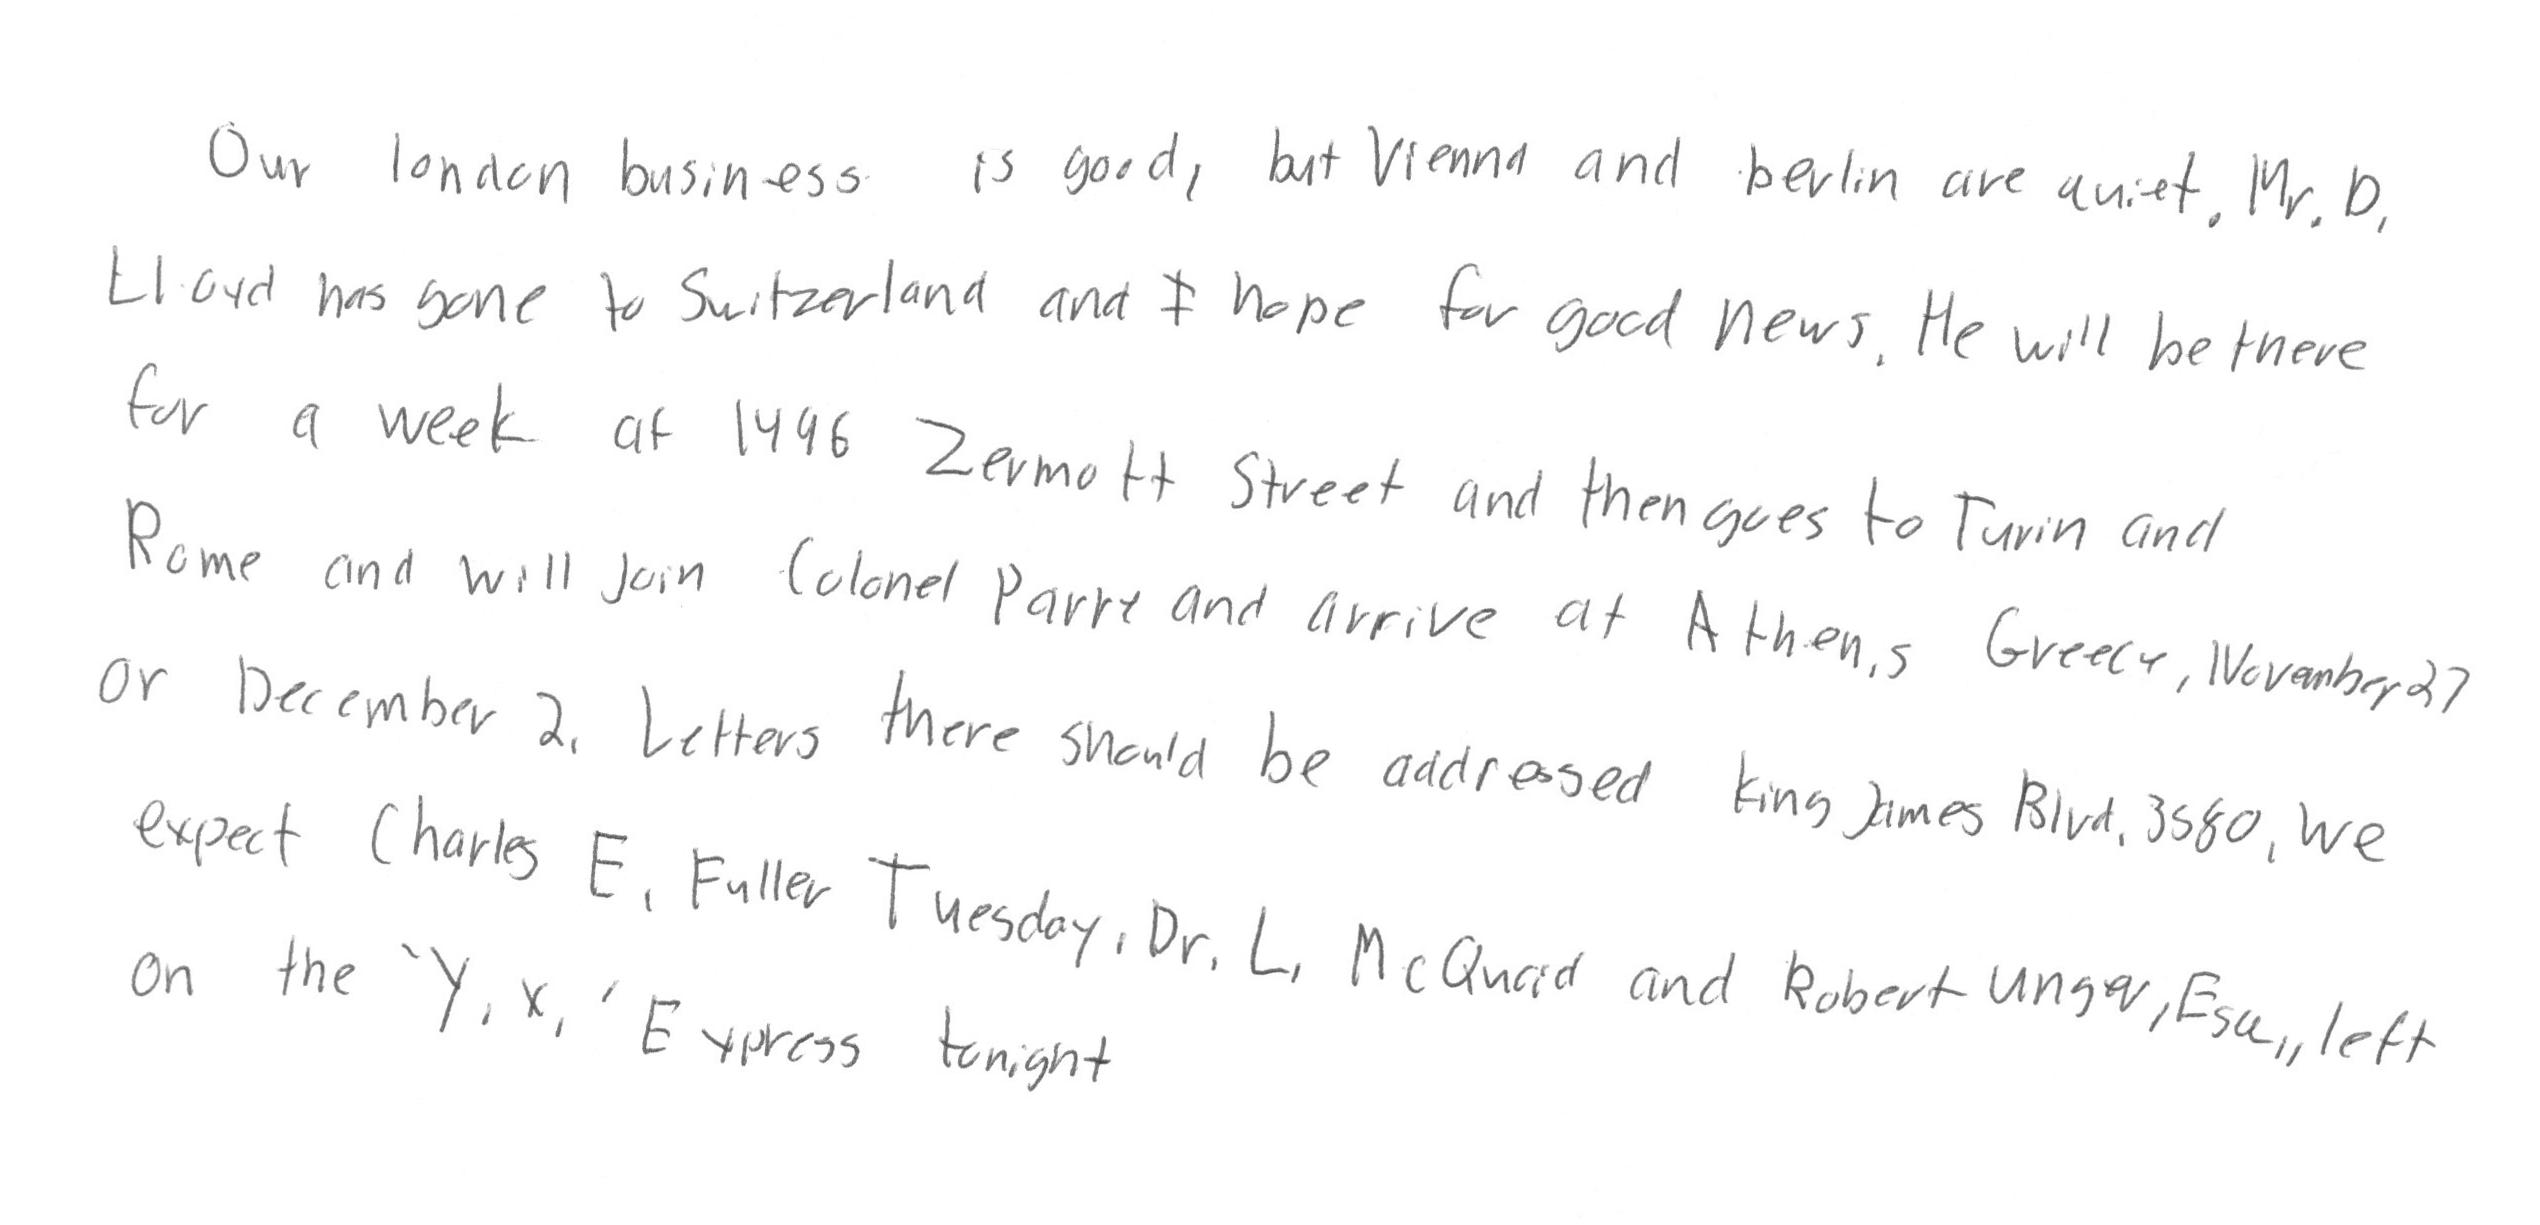 Our london business is good, but Vienna and berlin are quiet. Mr. D.
Lloyd has gone to Switzerland and I hope for good news. He will be there
for a week at 1496 Zermott Street and then goes to Turin and
Rome and will Join Colonel Parry and arrive at Athens, Greece, November 27
or December 2. Letters there should be addressed king James Blvd. 3580. We
expect Charles E. Fuller Tuesday. Dr. L. McQuaid and Robert Unger, Esq., left
on the 'Y. X.' Express tonight